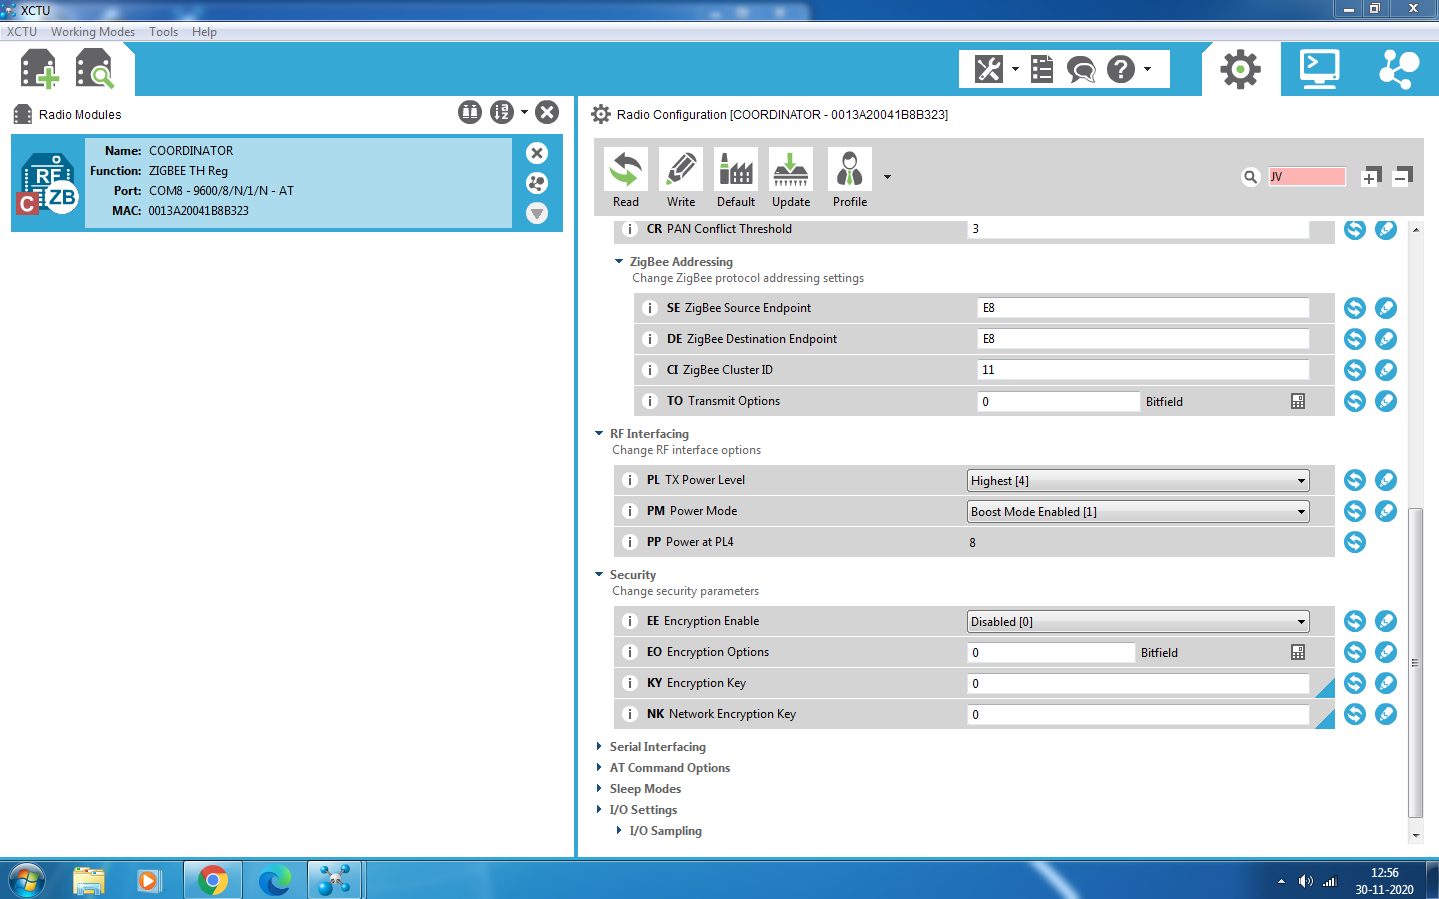 XCTU
XCTU Working Modes Tools Help
Radio Modules
Name: COORDINATOR
Function: ZIGBEE TH Reg
Port: COM8 - 9600/8/N/1/N - AT
MAC: 0013A20041B8B323
RF
ZB
C
Radio Configuration [COORDINATOR - 0013A20041B8B323]
Read Write Default Update Profile
JV
i CR PAN Conflict Threshold 3
ZigBee Addressing
Change ZigBee protocol addressing settings
i SE ZigBee Source Endpoint E8
i DE ZigBee Destination Endpoint E8
i CI ZigBee Cluster ID 11
i TO Transmit Options 0 Bitfield
RF Interfacing
Change RF interface options
i PL TX Power Level Highest [4]
i PM Power Mode Boost Mode Enabled [1]
i PP Power at PL4 8
Security
Change security parameters
i EE Encryption Enable Disabled [0]
i EO Encryption Options 0 Bitfield
i KY Encryption Key 0
i NK Network Encryption Key 0
Serial Interfacing
AT Command Options
Sleep Modes
I/O Settings
I/O Sampling
12:56
30-11-2020